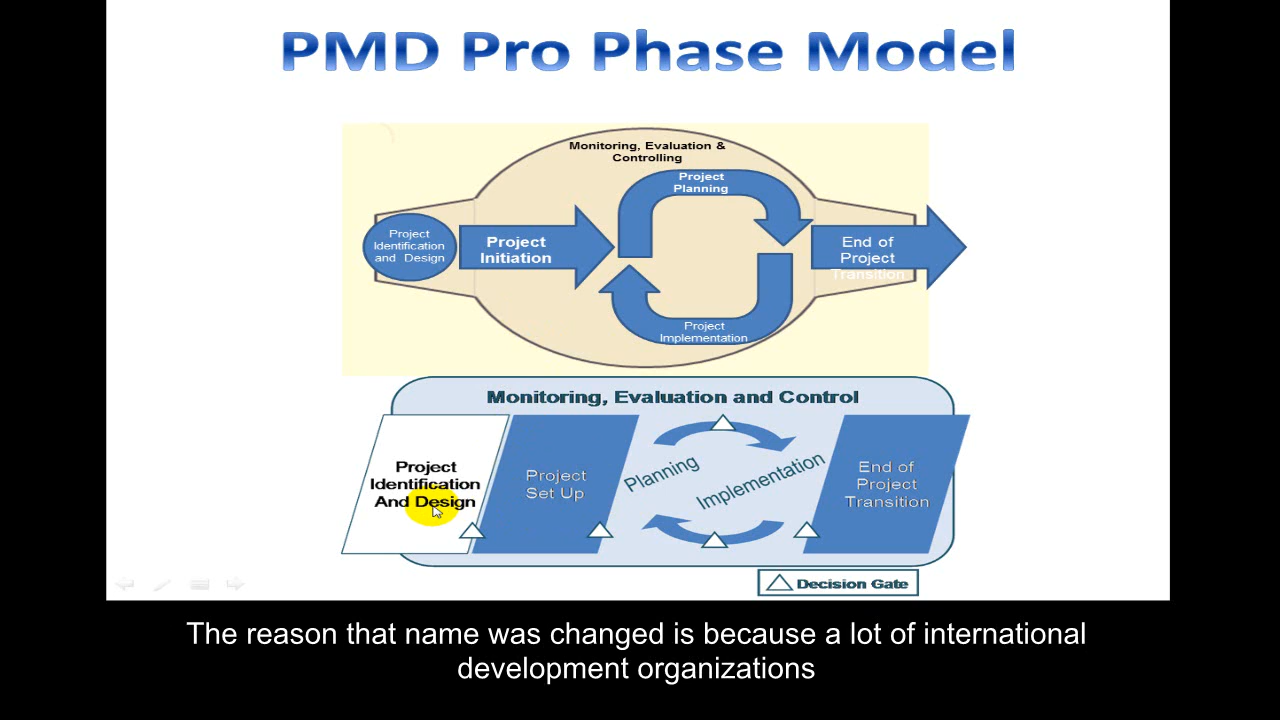 PMD Pro Phase Model
Monitoring, Evaluation &
Controlling
Project
Planning
Project
Identification
and Design
Project
Initiation
End of
Project
Transition
Project
Implementation
Monitoring, Evaluation and Control
Project
Identification
And Design
Project
Set Up
Planning
Implementation
End of
Project
Transition
Decision Gate
The reason that name was changed is because a lot of international
development organizations